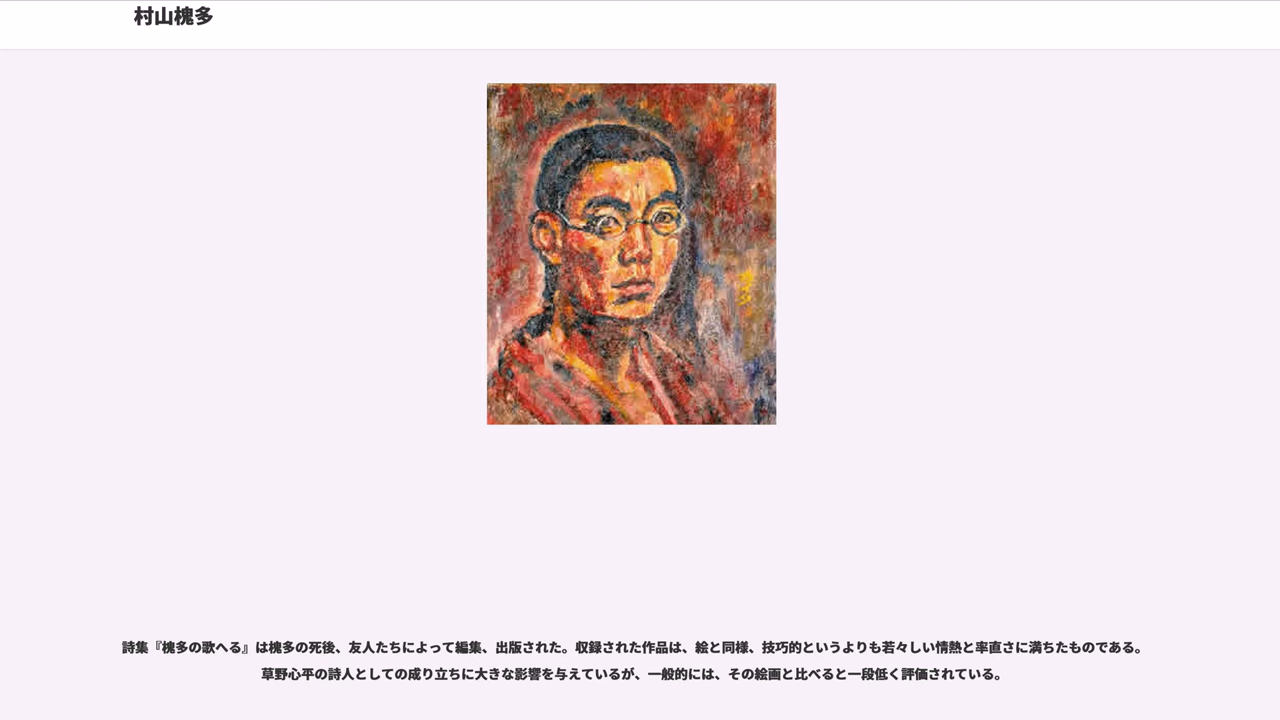 村山槐多
詩集『槐多の歌へる』は槐多の死後、友人たちによって編集、出版された。収録された作品は、絵と同様、技巧的というよりも若々しい情熱と率直さに満ちたものである。
草野心平の詩人としての成り立ちに大きな影響を与えているが、一般的には、その絵画と比べると一段低く評価されている。